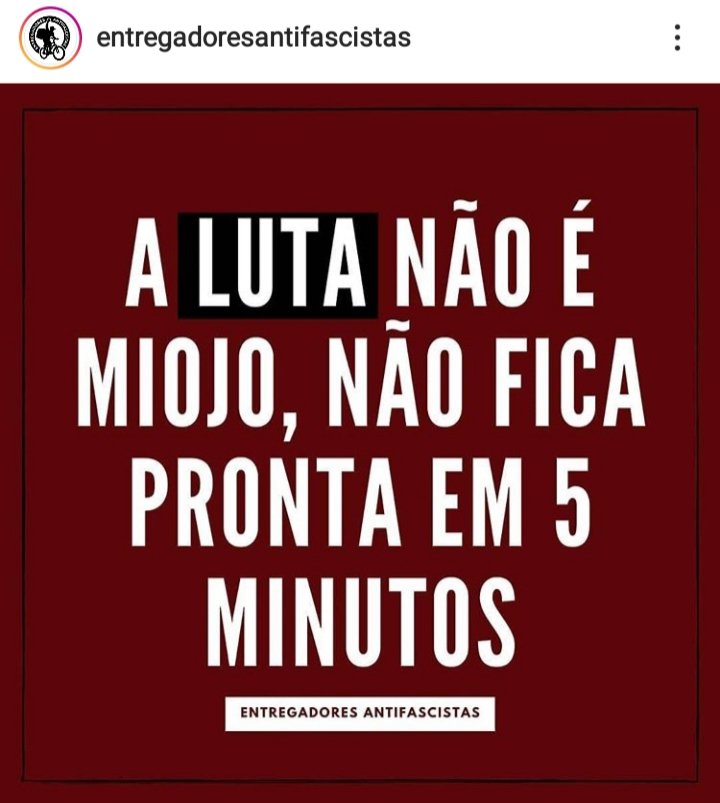 entregadoresantifascistas
A LUTA NÃO É
MIOJO, NÃO FICA
PRONTA EM 5
MINUTOS
ENTREGADORES ANTIFASCISTAS